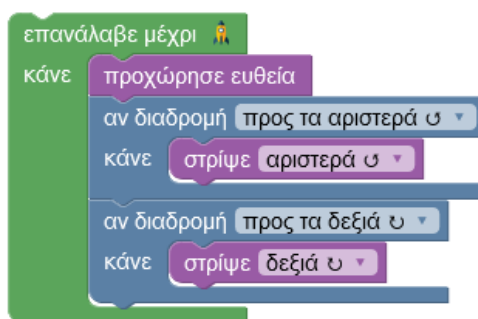 επανάλαβε μέχρι
κάνε προχώρησε ευθεία
αν διαδρομή προς τα αριστερά ↺ ▾
κάνε στρίψε αριστερά ↺ ▾
αν διαδρομή προς τα δεξιά ↻ ▾
κάνε στρίψε δεξιά ↻ ▾